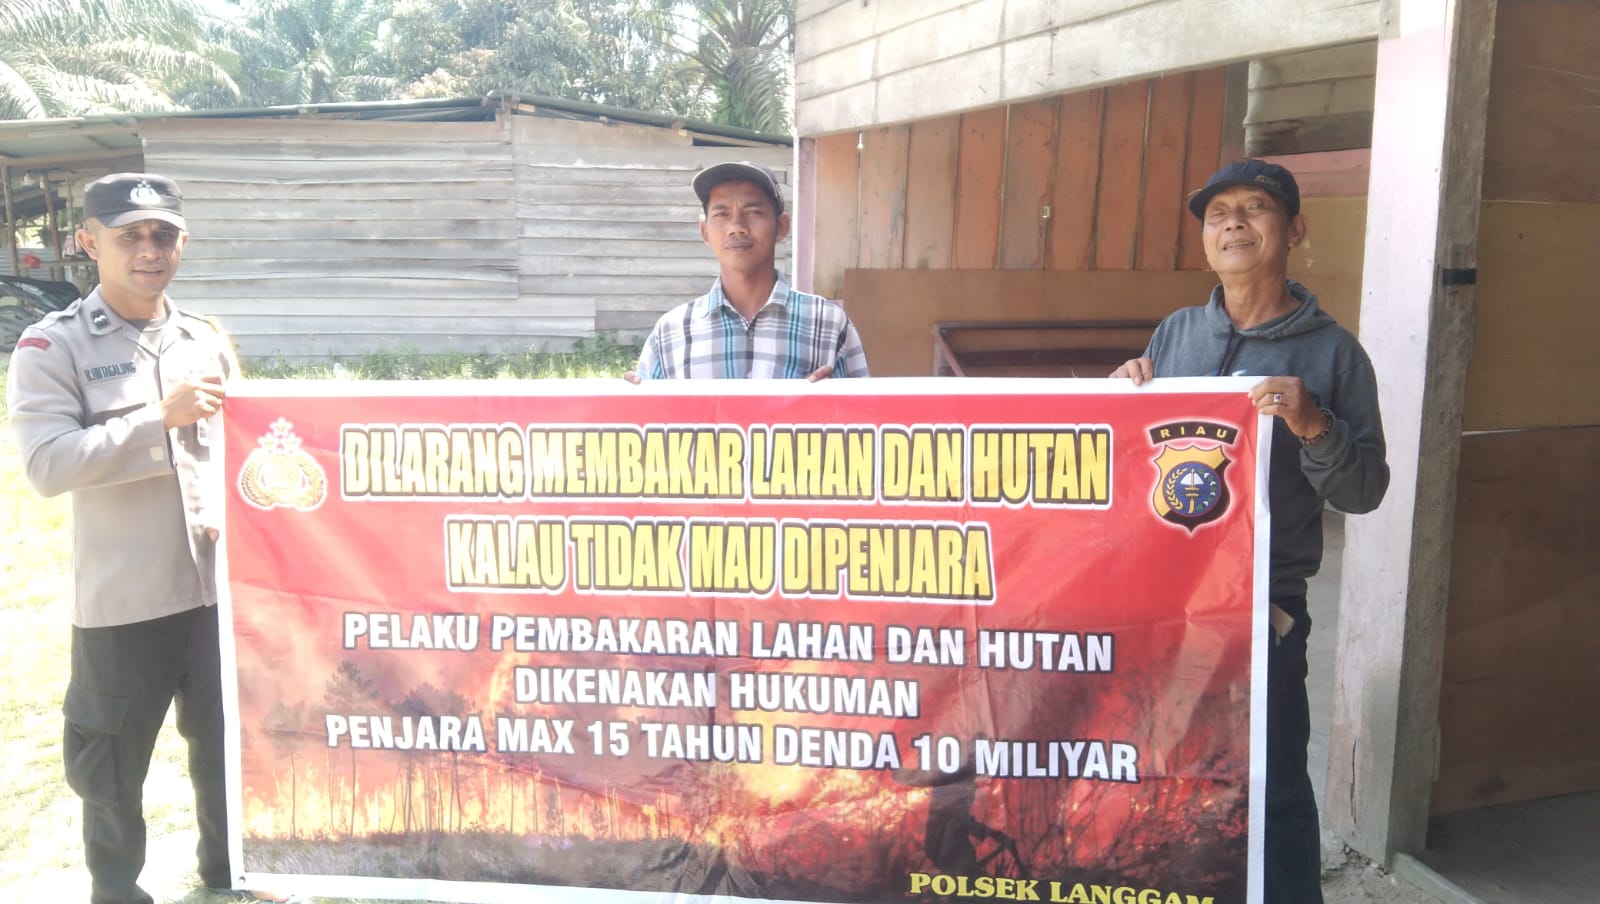 R.HUTAGALUNG
RIAU
DILARANG MEMBAKAR LAHAN DAN HUTAN
KALAU TIDAK MAU DIPENJARA
PELAKU PEMBAKARAN LAHAN DAN HUTAN
DIKENAKAN HUKUMAN
PENJARA MAX 15 TAHUN DENDA 10 MILIYAR
POLSEK LANGGAM